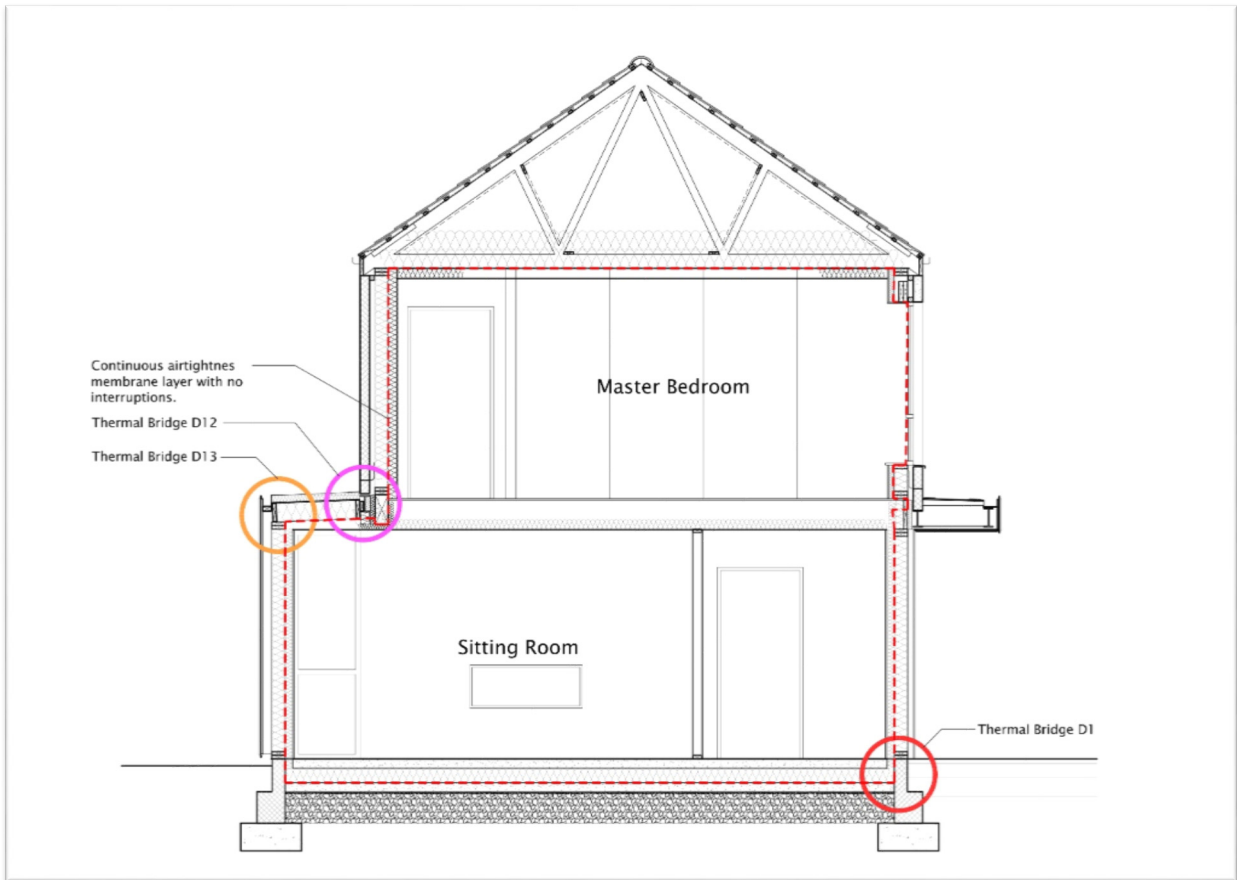 Continuous airtightnes
membrane layer with no
interruptions.
Thermal Bridge D12
Thermal Bridge D13
Master Bedroom
Sitting Room
Thermal Bridge D1